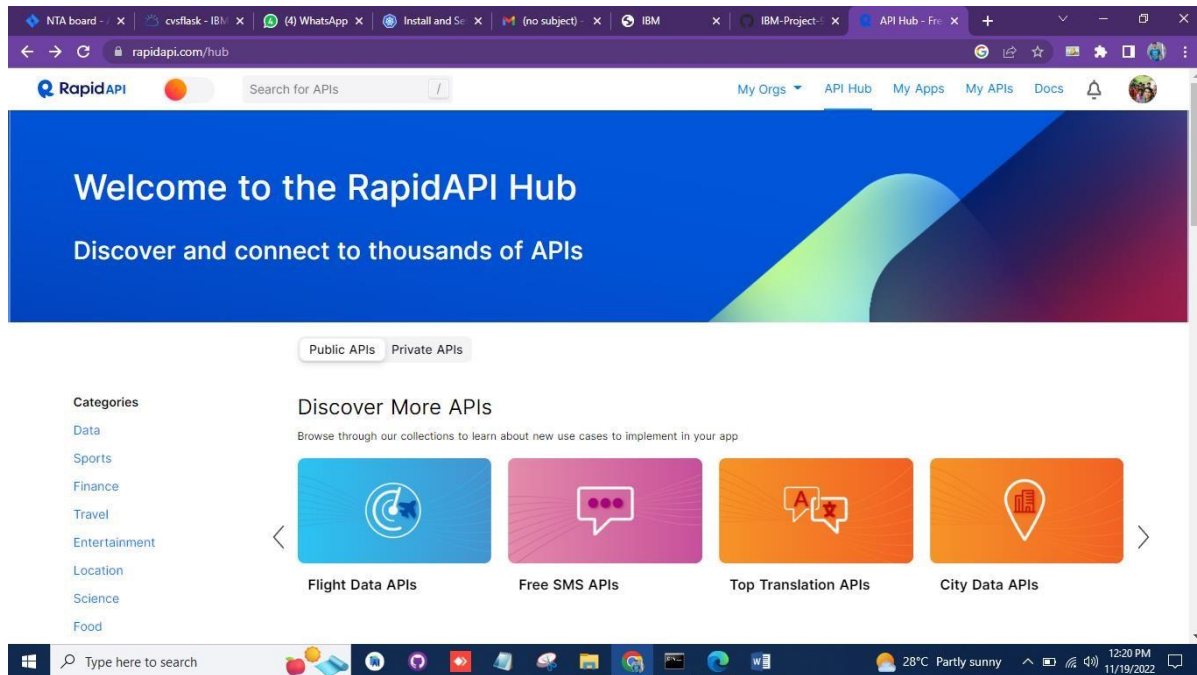 NTA board - / cvsflask - IBM (4) WhatsApp Install and Se (no subject) - IBM IBM-Project-9 API Hub - Fre
rapidapi.com/hub
Rapid API Search for APIs / My Orgs API Hub My Apps My APIs Docs
Welcome to the RapidAPI Hub
Discover and connect to thousands of APIs
Public APIs Private APIs
Categories
Data
Sports
Finance
Travel
Entertainment
Location
Science
Food
Discover More APIs
Browse through our collections to learn about new use cases to implement in your app
A 文
Flight Data APIs Free SMS APIs Top Translation APIs City Data APIs
Type here to search 28°C Partly sunny 12:20 PM
11/19/2022